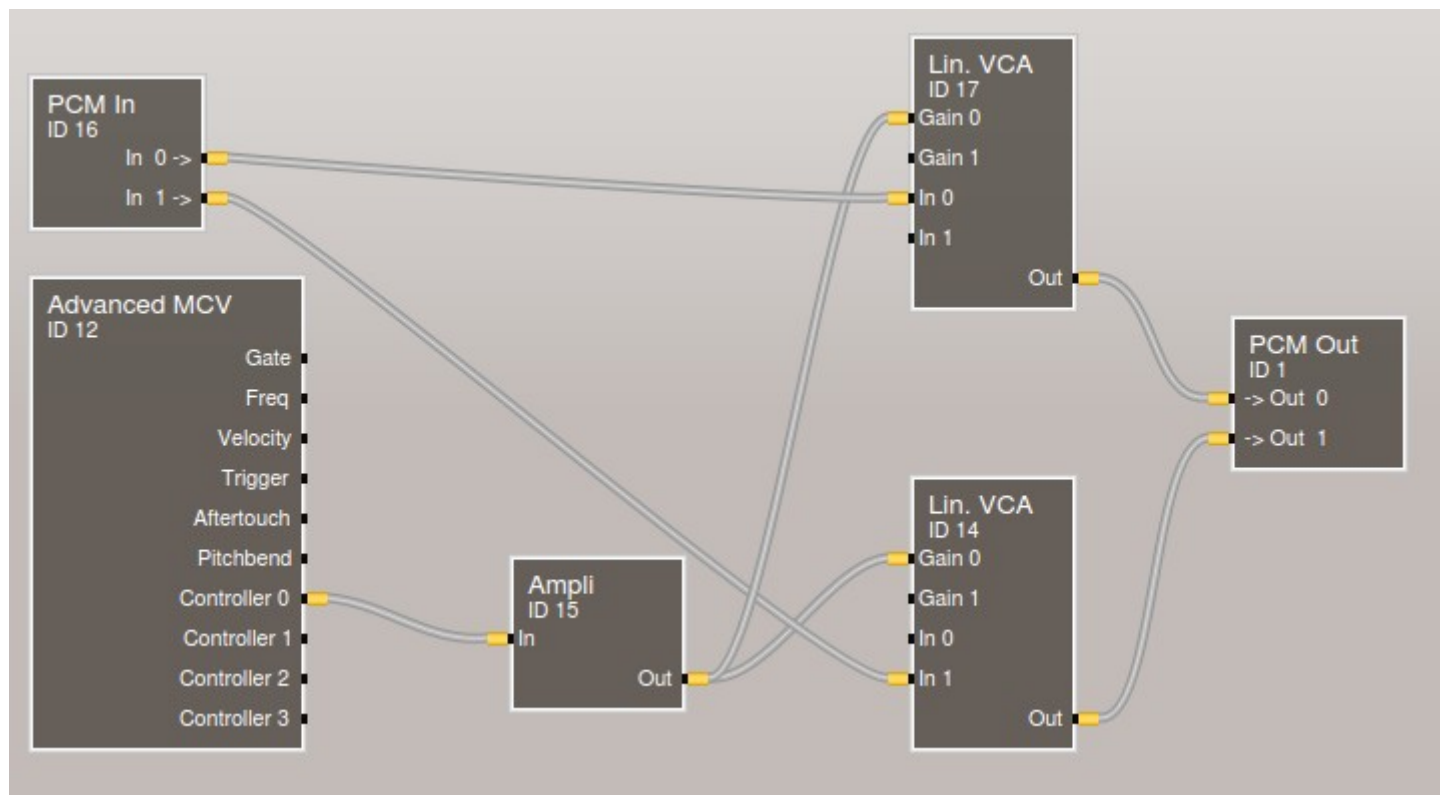 PCM In
ID 16
In 0 ->
In 1 ->
Advanced MCV
ID 12
Gate
Freq
Velocity
Trigger
Aftertouch
Pitchbend
Controller 0
Controller 1
Controller 2
Controller 3
Ampli
ID 15
In
Out
Lin. VCA
ID 17
Gain 0
Gain 1
In 0
In 1
Out
Lin. VCA
ID 14
Gain 0
Gain 1
In 0
In 1
Out
PCM Out
ID 1
-> Out 0
-> Out 1